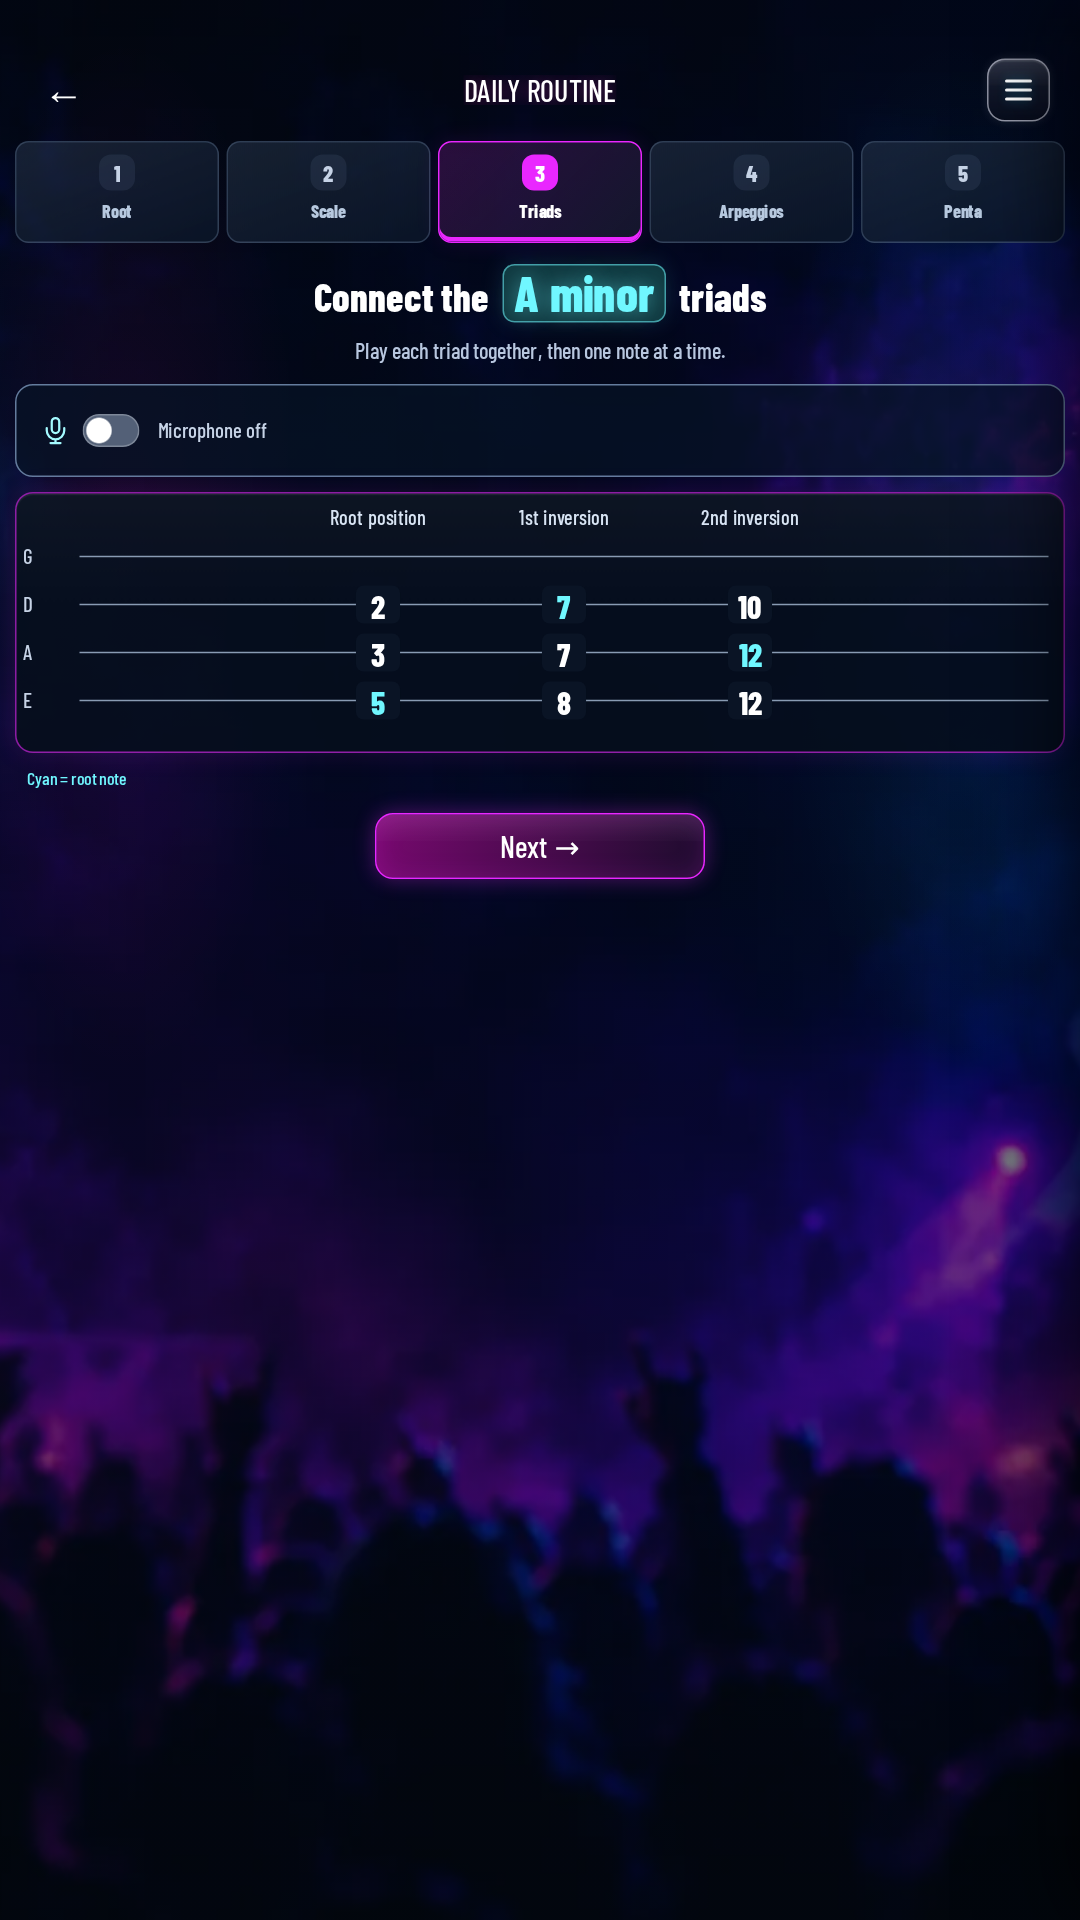 ← DAILY ROUTINE
1 2 3 4 5
Root Scale Triads Arpeggios Penta
Connect the A minor triads
Play each triad together, then one note at a time.
Microphone off
Root position 1st inversion 2nd inversion
G
D 2 7 10
A 3 7 12
E 5 8 12
Cyan = root note
Next →